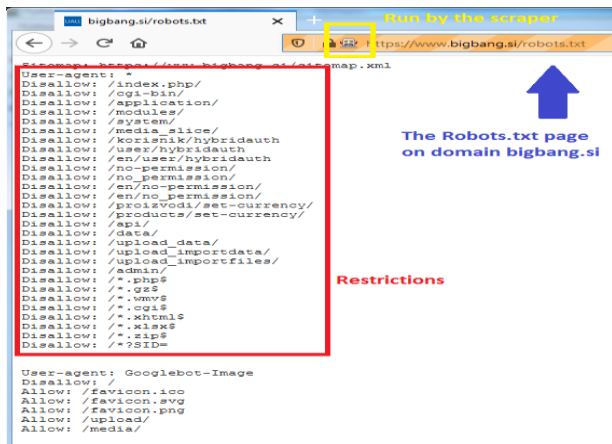 bigbang.si/robots.txt
Run by the scraper
https://www.bigbang.si/robots.txt
Sitemap: https://www.bigbang.si/sitemap.xml
User-agent: *
Disallow: /index.php/
Disallow: /cgi-bin/
Disallow: /application/
Disallow: /modules/
Disallow: /system/
Disallow: /media_slice/
Disallow: /korisnik/hybridauth
Disallow: /user/hybridauth
Disallow: /en/user/hybridauth
Disallow: /no-permission/
Disallow: /no_permission/
Disallow: /en/no-permission/
Disallow: /en/no_permission/
Disallow: /proizvodi/set-currency/
Disallow: /products/set-currency/
Disallow: /api/
Disallow: /data/
Disallow: /upload_data/
Disallow: /upload_importdata/
Disallow: /upload_importfiles/
Disallow: /admin/
Disallow: /*.php$
Disallow: /*.gz$
Disallow: /*.wmv$
Disallow: /*.cgi$
Disallow: /*.xhtml$
Disallow: /*.xlsx$
Disallow: /*.zip$
Disallow: /*?SID=
The Robots.txt page
on domain bigbang.si
Restrictions
User-agent: Googlebot-Image
Disallow: /
Allow: /favicon.ico
Allow: /favicon.svg
Allow: /favicon.png
Allow: /upload/
Allow: /media/